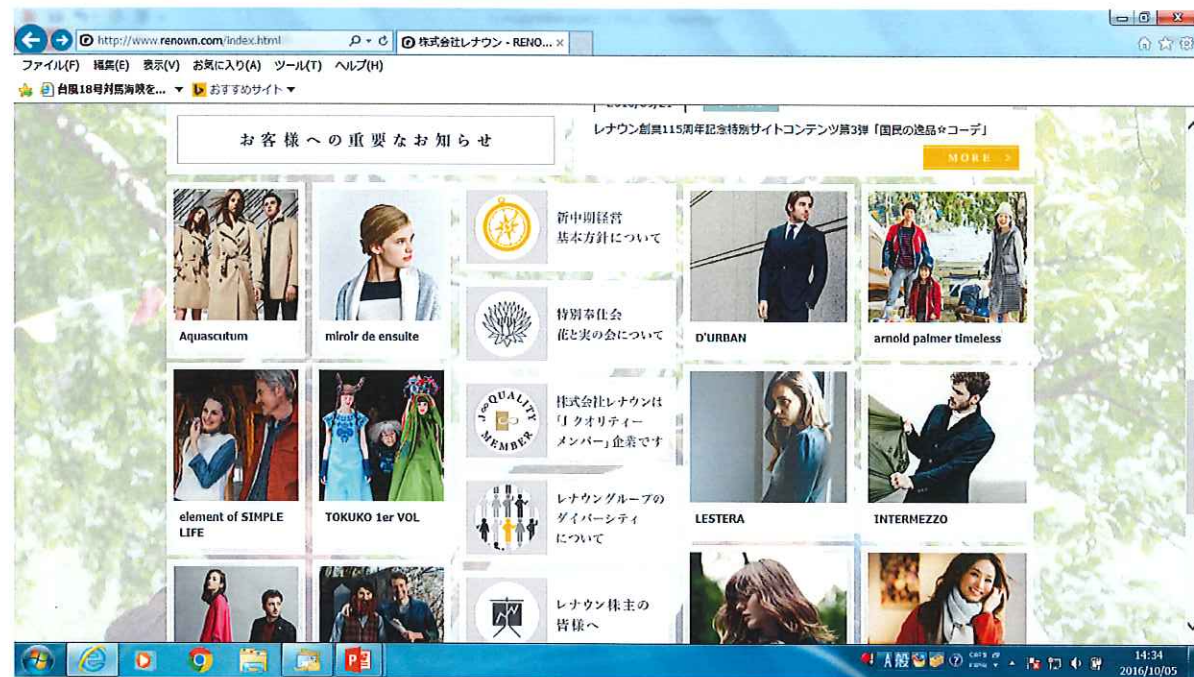 http://www.renown.com/index.html
株式会社レナウン - RENO...
ファイル(F) 編集(E) 表示(V) お気に入り(A) ツール(T) ヘルプ(H)
台風18号対馬海峡を...
おすすめサイト
お客様への重要なお知らせ
レナウン創業115周年記念特別サイトコンテンツ第3弾「国民の逸品☆コーデ」
MORE >
Aquascutum
miroir de ensuite
新中期経営
基本方針について
特別奉仕会
花と実の会について
D'URBAN
arnold palmer timeless
element of SIMPLE
LIFE
TOKUKO 1er VOL
J∞QUALITY
MEMBER
株式会社レナウンは
「Jクオリティー
メンバー」企業です
レナウングループの
ダイバーシティ
について
LESTERA
INTERMEZZO
レナウン株主の
皆様へ
A 般
14:34
2016/10/05